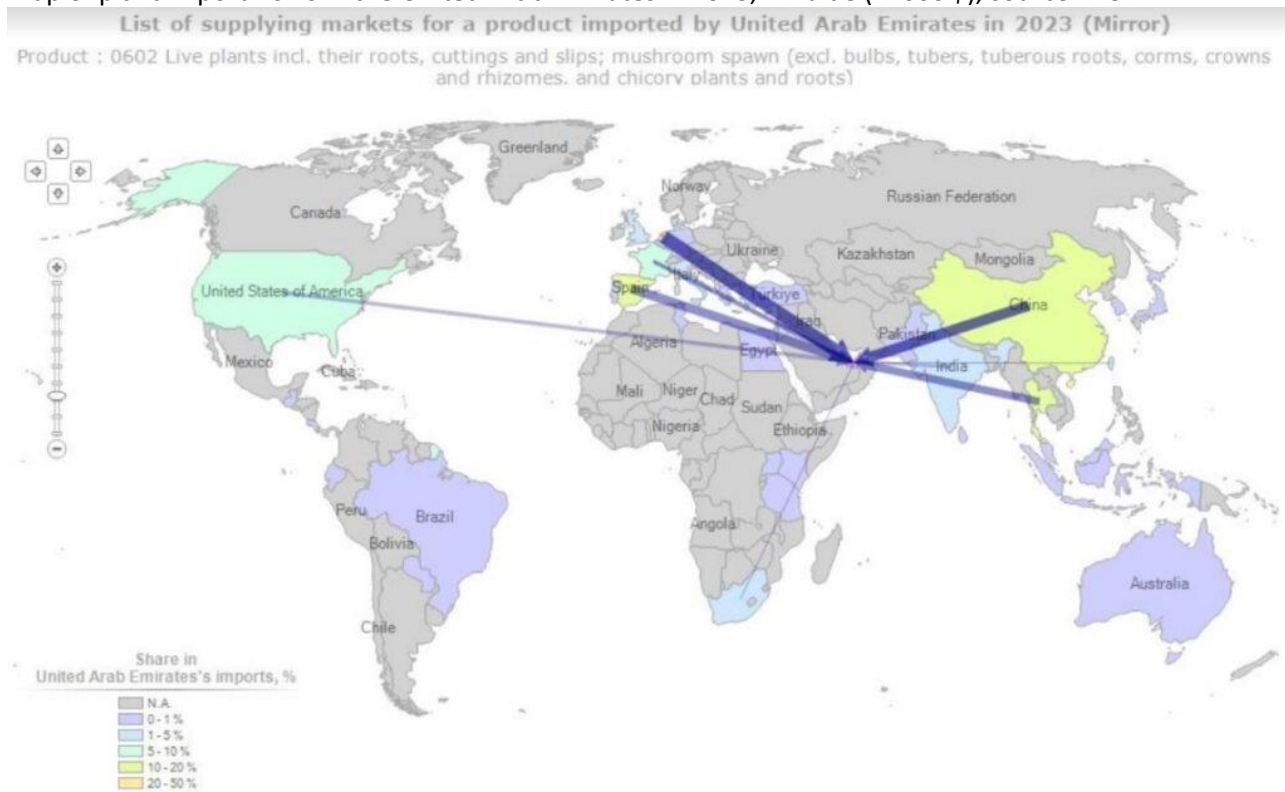 List of supplying markets for a product imported by United Arab Emirates in 2023 (Mirror)
Product : 0602 Live plants incl. their roots, cuttings and slips; mushroom spawn (excl. bulbs, tubers, tuberous roots, corms, crowns
and rhizomes, and chicory plants and roots)
Greenland
Norway
Russian Federation
Canada
Ukraine
Kazakhstan
Mongolia
Italy
United States of America
Spain
Türkiye
China
Iraq
Pakistan
Algeria
Egypt
Mexico
India
Cuba
Mali
Niger
Chad
Sudan
Nigeria
Ethiopia
Peru
Brazil
Angola
Bolivia
Australia
Chile
Share in
United Arab Emirates's imports, %
N.A.
0 - 1 %
1 - 5 %
5 - 10 %
10 - 20 %
20 - 50 %